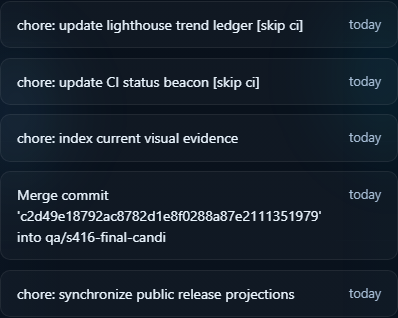 chore: update lighthouse trend ledger [skip ci] today
chore: update CI status beacon [skip ci] today
chore: index current visual evidence today
Merge commit today
'c2d49e18792ac8782d1e8f0288a87e2111351979'
into qa/s416-final-candi
chore: synchronize public release projections today